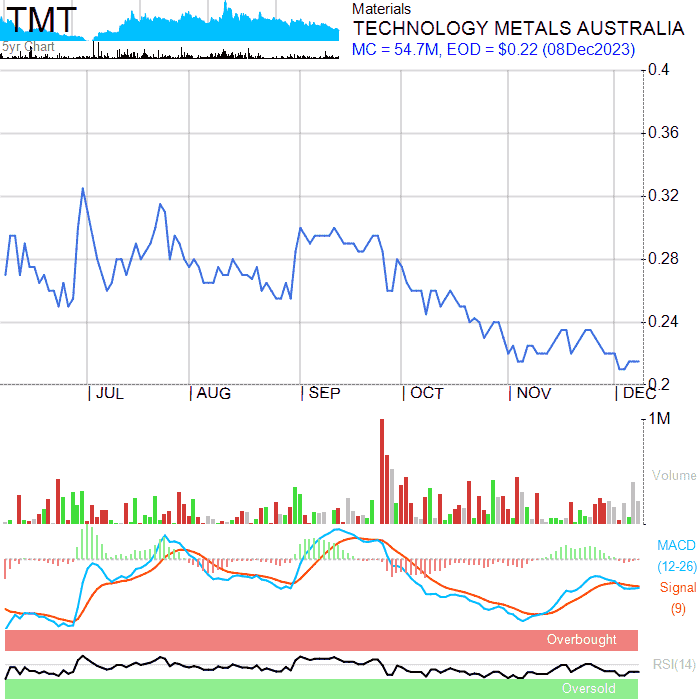 TMT
5yr Chart
Materials
TECHNOLOGY METALS AUSTRALIA
MC = 54.7M, EOD = $0.22 (08Dec2023)
0.4
0.36
0.32
0.28
0.24
0.2
JUL
AUG
SEP
OCT
NOV
DEC
1M
Volume
MACD
(12-26)
Signal
(9)
Overbought
RSI(14)
Oversold